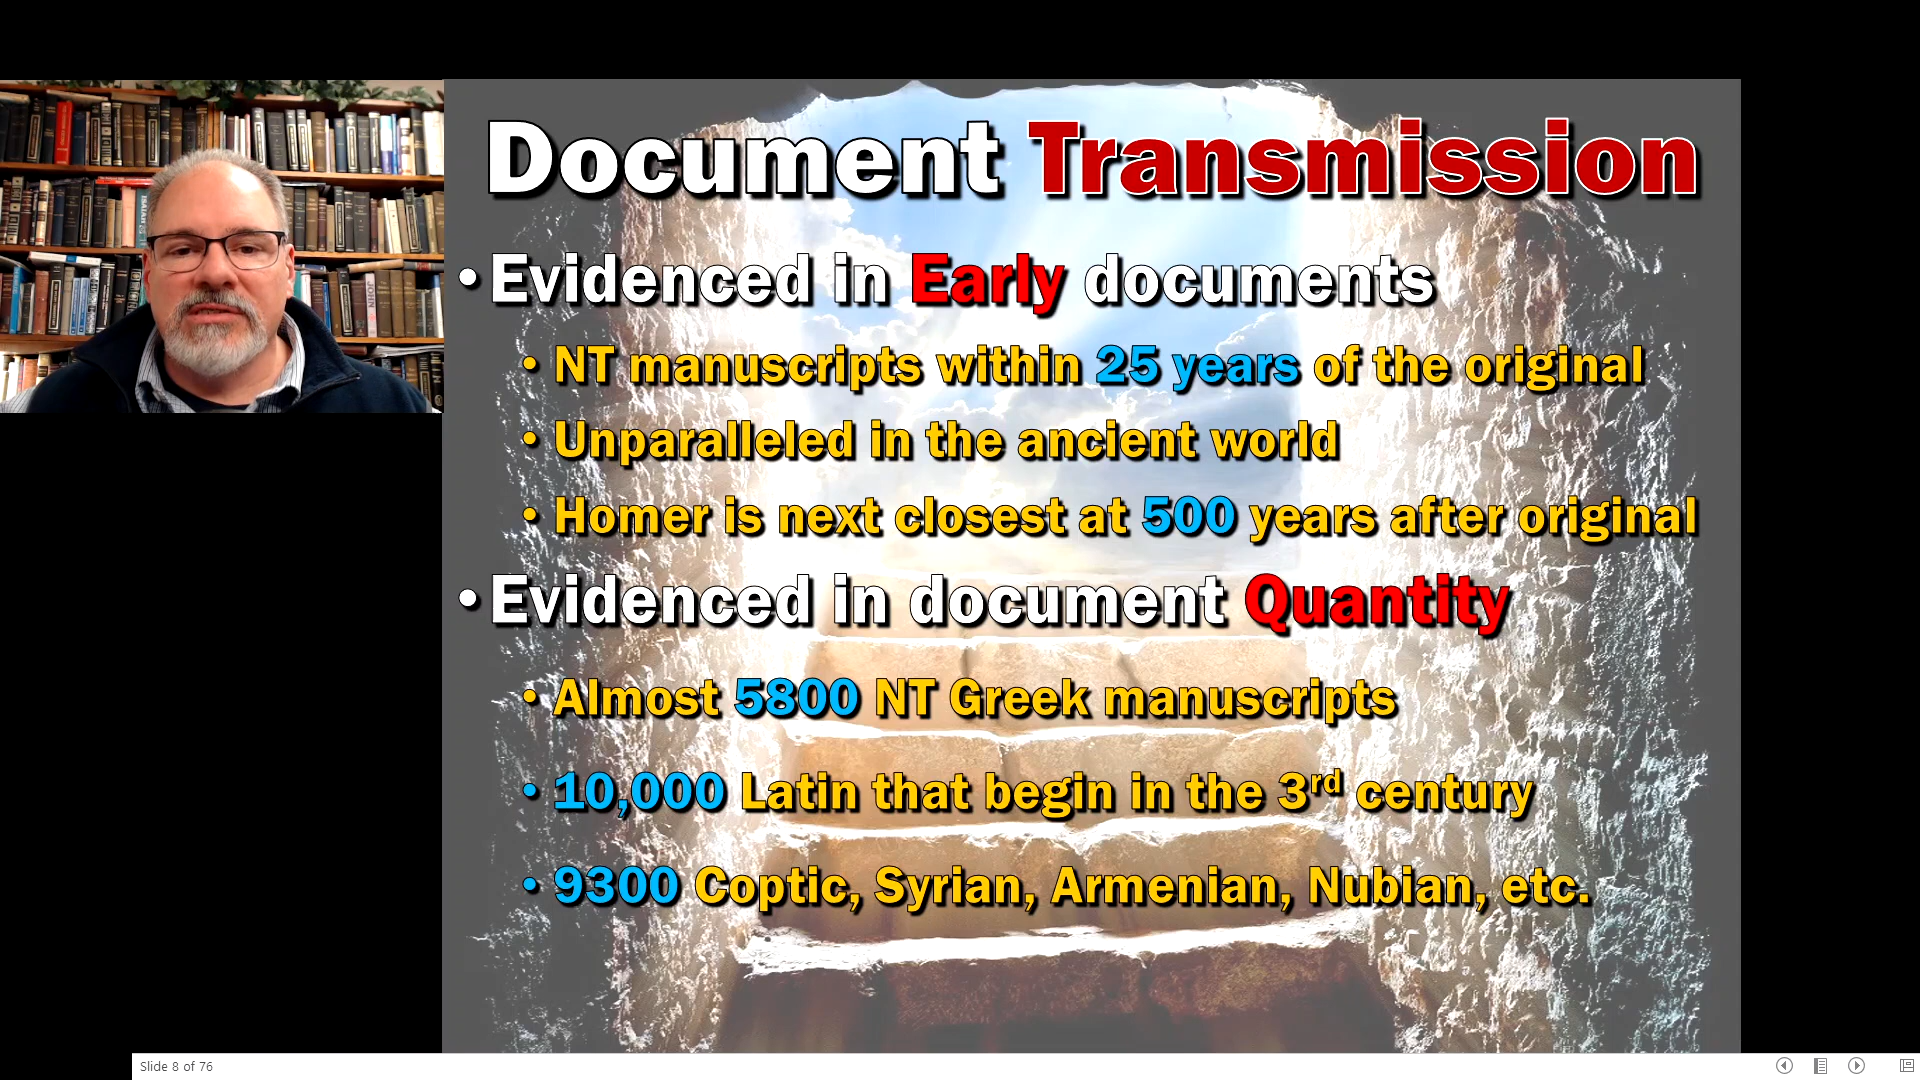 Document Transmission
•Evidenced in Early documents
• NT manuscripts within 25 years of the original
• Unparalleled in the ancient world
• Homer is next closest at 500 years after original
•Evidenced in document Quantity
• Almost 5800 NT Greek manuscripts
• 10,000 Latin that begin in the 3rd century
• 9300 Coptic, Syrian, Armenian, Nubian, etc.
ISAIAH
JOHN
Slide 8 of 76